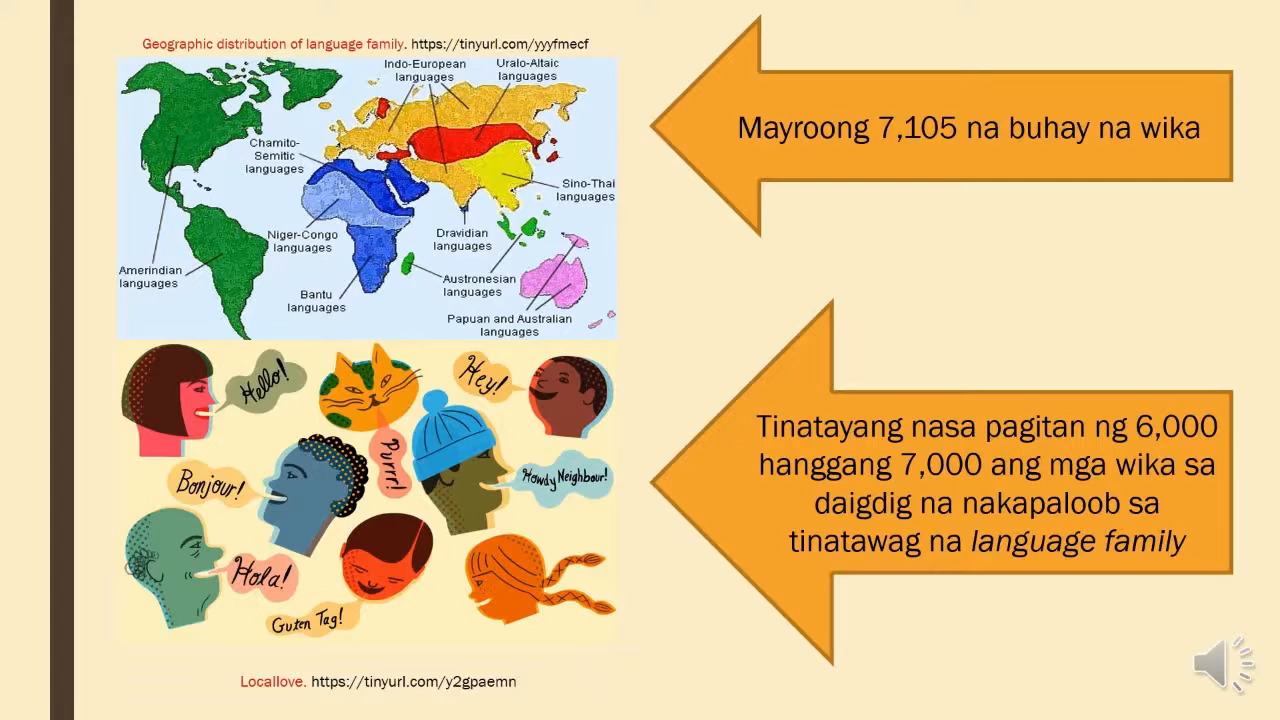 Geographic distribution of language family. https://tinyurl.com/yyyfmecf
Indo-European
languages
Uralo-Altaic
languages
Chamito-
Semitic
languages
Sino-Thai
languages
Niger-Congo
languages
Dravidian
languages
Amerindian
languages
Austronesian
languages
Bantu
languages
Papuan and Australian
languages
Hello!
Hey!
Purrr!
Bonjour!
Howdy Neighbour!
Hola!
Guten Tag!
Locallove. https://tinyurl.com/y2gpaemn
Mayroong 7,105 na buhay na wika
Tinatayang nasa pagitan ng 6,000
hanggang 7,000 ang mga wika sa
daigdig na nakapaloob sa
tinatawag na language family